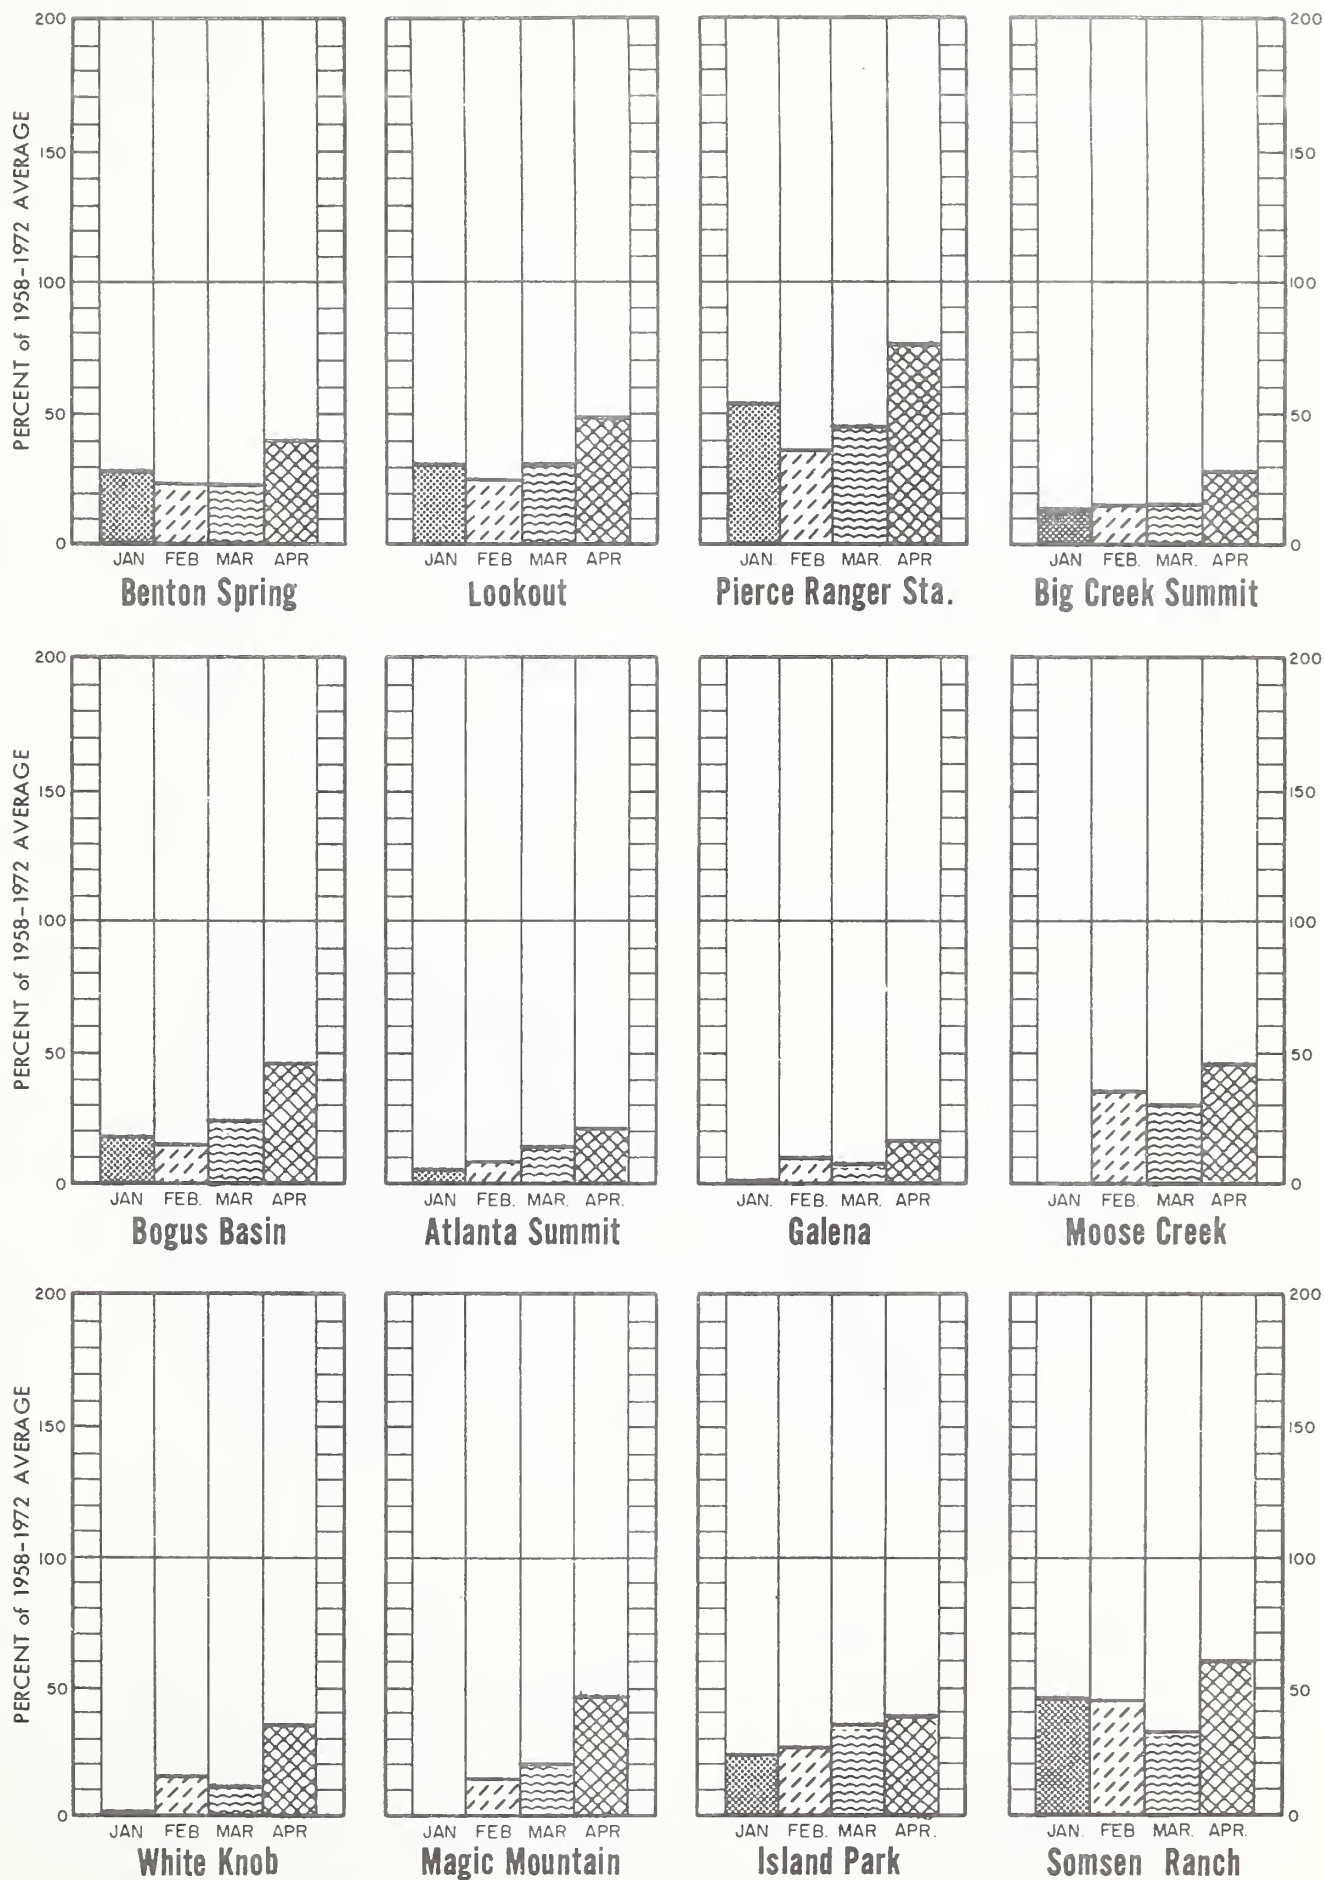 PERCENT of 1958-1972 AVERAGE
200
150
100
50
0
JAN FEB MAR APR
Benton Spring
JAN FEB MAR APR
Lookout
JAN. FEB MAR. APR
Pierce Ranger Sta.
200
150
100
50
0
JAN FEB. MAR. APR
Big Creek Summit
PERCENT of 1958-1972 AVERAGE
200
150
100
50
0
JAN FEB. MAR APR
Bogus Basin
JAN FEB. MAR. APR.
Atlanta Summit
JAN. FEB. MAR. APR.
Galena
200
150
100
50
0
JAN FEB. MAR APR
Moose Creek
PERCENT of 1958-1972 AVERAGE
200
150
100
50
0
JAN FEB MAR APR
White Knob
JAN FEB MAR APR
Magic Mountain
JAN FEB. MAR APR.
Island Park
200
150
100
50
0
JAN. FEB MAR APR.
Somsen Ranch